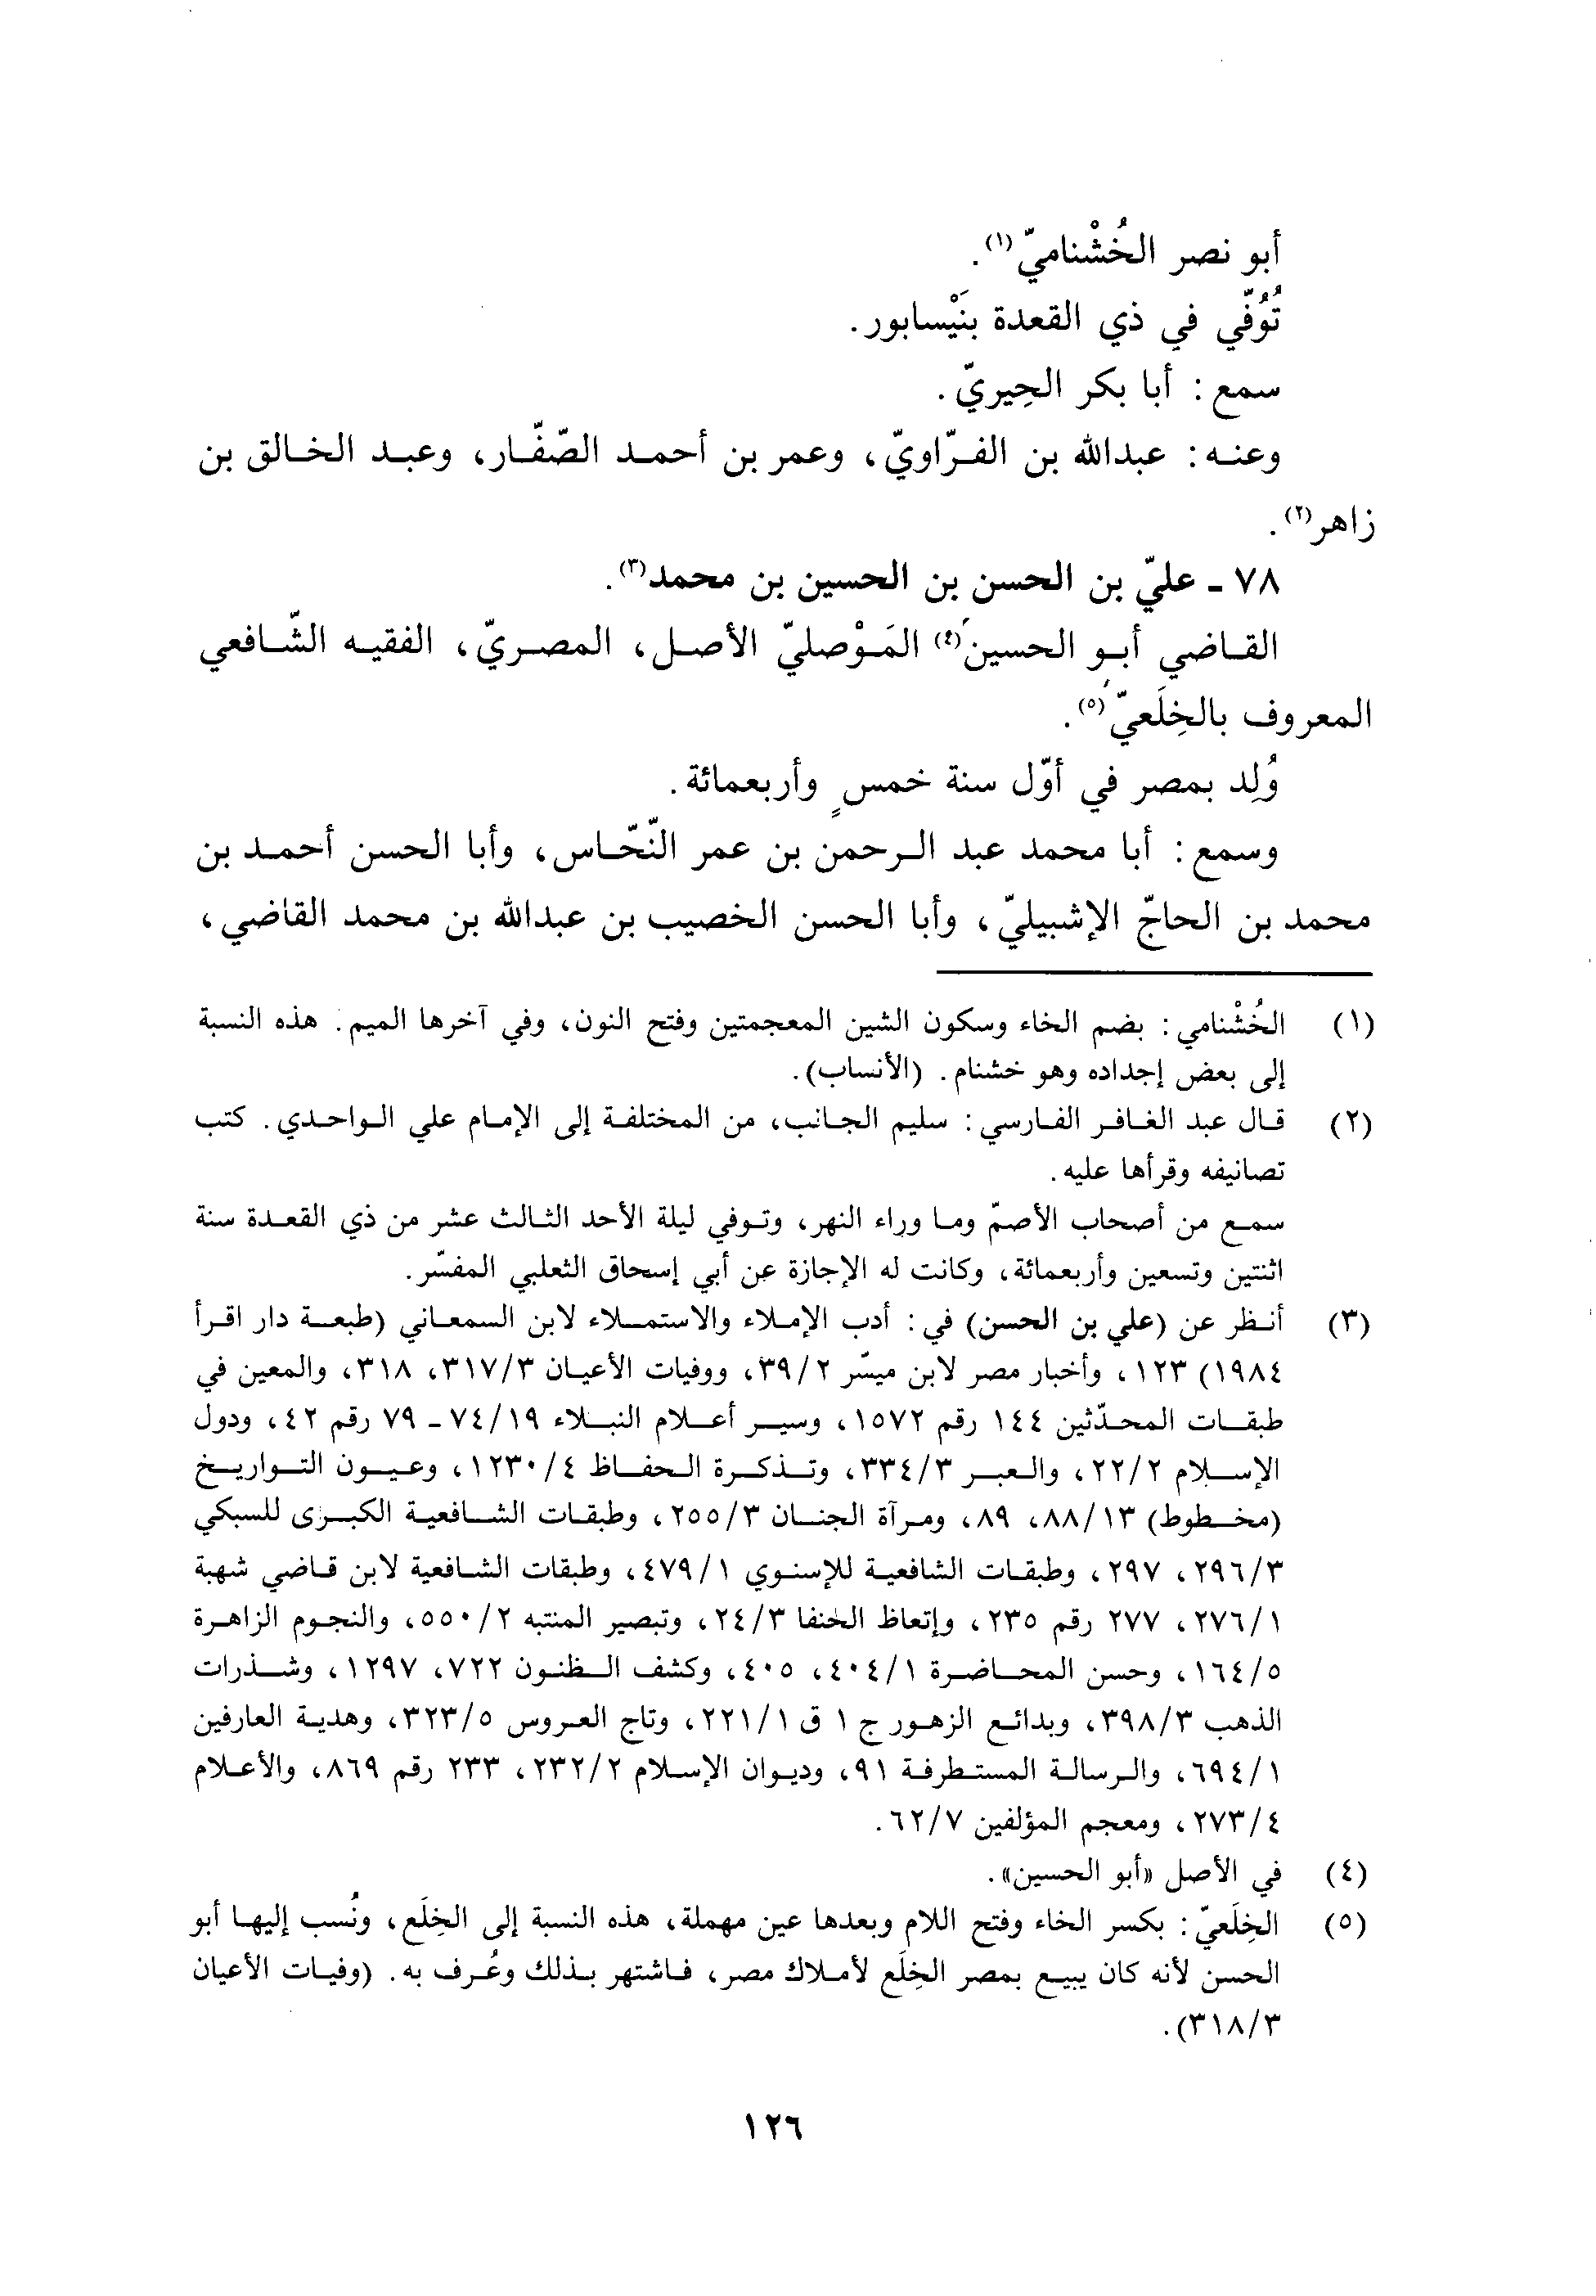 أبو نصر الخُشْناميّ(١).
تُوُفّي في ذي القعدة بنَيْسابور.
سمع: أبا بكر الحِيريّ.
وعنه: عبدالله بن الفرّاويّ، وعمر بن أحمد الصّفّار، وعبد الخالق بن
زاهر(٢).
٧٨ ـ عليّ بن الحسن بن الحسين بن محمد(٣).
القاضي أبو الحسين(٤) المَوْصليّ الأصل، المصريّ، الفقيه الشّافعي
المعروف بالخِلَعيّ(٥).
وُلِد بمصر في أوّل سنة خمسٍ وأربعمائة.
وسمع: أبا محمد عبد الرحمن بن عمر النّحّاس، وأبا الحسن أحمد بن
محمد بن الحاجّ الإشبيليّ، وأبا الحسن الخصيب بن عبدالله بن محمد القاضي،
(١) الخُشْنامي: بضم الخاء وسكون الشين المعجمتين وفتح النون، وفي آخرها الميم. هذه النسبة
إلى بعض إجداده وهو خشنام. (الأنساب).
(٢) قال عبد الغافر الفارسي: سليم الجانب، من المختلفة إلى الإمام علي الواحدي. كتب
تصانيفه وقرأها عليه.
سمع من أصحاب الأصمّ وما وراء النهر، وتوفي ليلة الأحد الثالث عشر من ذي القعدة سنة
اثنتين وتسعين وأربعمائة، وكانت له الإجازة عن أبي إسحاق الثعلبي المفسّر.
(٣) أنظر عن (علي بن الحسن) في: أدب الإملاء والاستملاء لابن السمعاني (طبعة دار اقرأ
١٩٨٤) ١٢٣، وأخبار مصر لابن ميسّر ٣٩/٢، ووفيات الأعيان ٣١٧/٣، ٣١٨، والمعين في
طبقات المحدّثين ١٤٤ رقم ١٥٧٢، وسير أعلام النبلاء ٧٤/١٩ ـ ٧٩ رقم ٤٢، ودول
الإسلام ٢٢/٢، والعبر ٣٣٤/٣، وتذكرة الحفاظ ١٢٣٠/٤، وعيون التواريخ
(مخطوط) ٨٨/١٣، ٨٩، ومرآة الجنان ٢٥٥/٣، وطبقات الشافعية الكبرى للسبكي
٢٩٦/٣، ٢٩٧، وطبقات الشافعية للإسنوي ٤٧٩/١، وطبقات الشافعية لابن قاضي شهبة
٢٧٦/١، ٢٧٧ رقم ٢٣٥، وإتعاظ الحنفا ٢٤/٣، وتبصير المنتبه ٥٥٠/٢، والنجوم الزاهرة
١٦٤/٥، وحسن المحاضرة ٤٠٤/١، ٤٠٥، وكشف الظنون ٧٢٢، ١٢٩٧، وشذرات
الذهب ٣٩٨/٣، وبدائع الزهور ج ١ ق ٢٢١/١، وتاج العروس ٣٢٣/٥، وهدية العارفين
٦٩٤/١، والرسالة المستطرفة ٩١، وديوان الإسلام ٢٣٢/٢، ٢٣٣ رقم ٨٦٩، والأعلام
٢٧٣/٤، ومعجم المؤلفين ٦٢/٧.
(٤) في الأصل «أبو الحسين».
(٥) الخِلَعيّ: بكسر الخاء وفتح اللام وبعدها عين مهملة، هذه النسبة إلى الخِلَع، ونُسب إليها أبو
الحسن لأنه كان يبيع بمصر الخِلَع لأملاك مصر، فاشتهر بذلك وعُرف به. (وفيات الأعيان
٣١٨/٣).
١٢٦